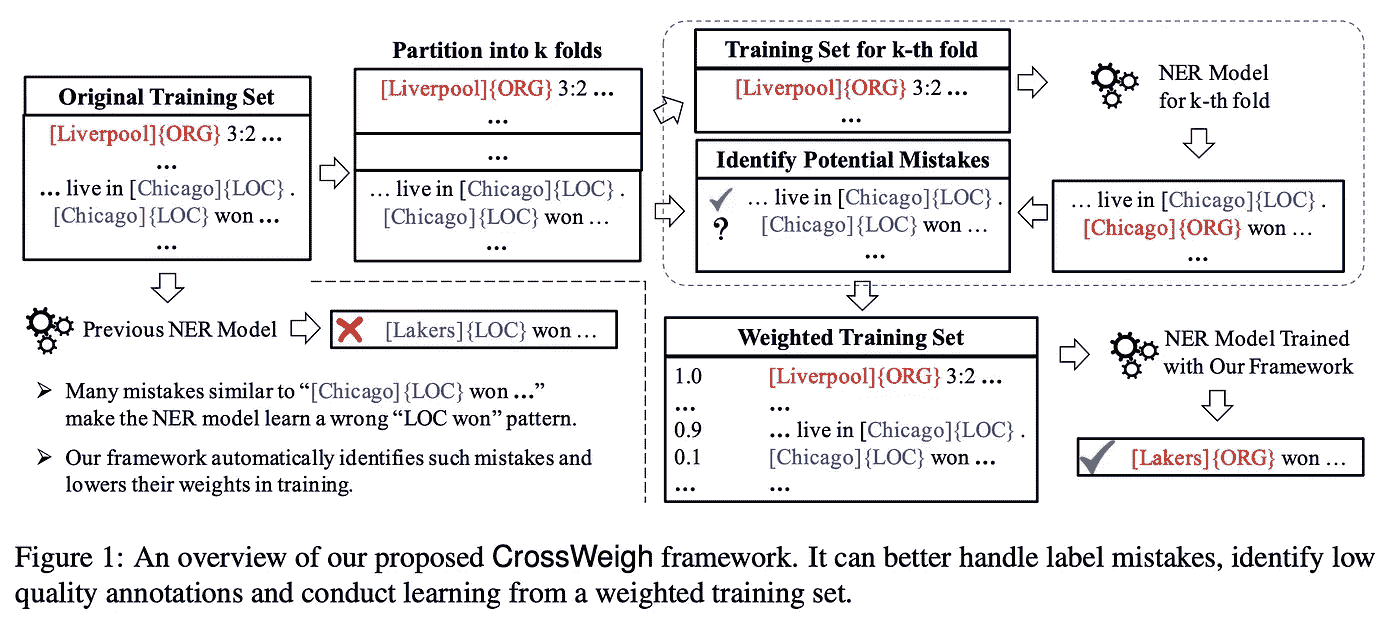 Original Training Set
[Liverpool]{ORG} 3:2 ...
...
... live in [Chicago]{LOC} .
[Chicago]{LOC} won ...
...
Partition into k folds
[Liverpool]{ORG} 3:2 ...
...
...
... live in [Chicago]{LOC} .
[Chicago]{LOC} won ...
...
Training Set for k-th fold
[Liverpool]{ORG} 3:2 ...
...
NER Model
for k-th fold
Identify Potential Mistakes
... live in [Chicago]{LOC} .
? [Chicago]{LOC} won ...
...
... live in [Chicago]{LOC} .
[Chicago]{ORG} won ...
...
Previous NER Model
[Lakers]{LOC} won ...
➢ Many mistakes similar to “[Chicago]{LOC} won ...”
make the NER model learn a wrong “LOC won” pattern.
➢ Our framework automatically identifies such mistakes and
lowers their weights in training.
Weighted Training Set
1.0 [Liverpool]{ORG} 3:2 ...
... ...
0.9 ... live in [Chicago]{LOC} .
0.1 [Chicago]{LOC} won ...
... ...
NER Model Trained
with Our Framework
[Lakers]{ORG} won ...
Figure 1: An overview of our proposed CrossWeigh framework. It can better handle label mistakes, identify low
quality annotations and conduct learning from a weighted training set.